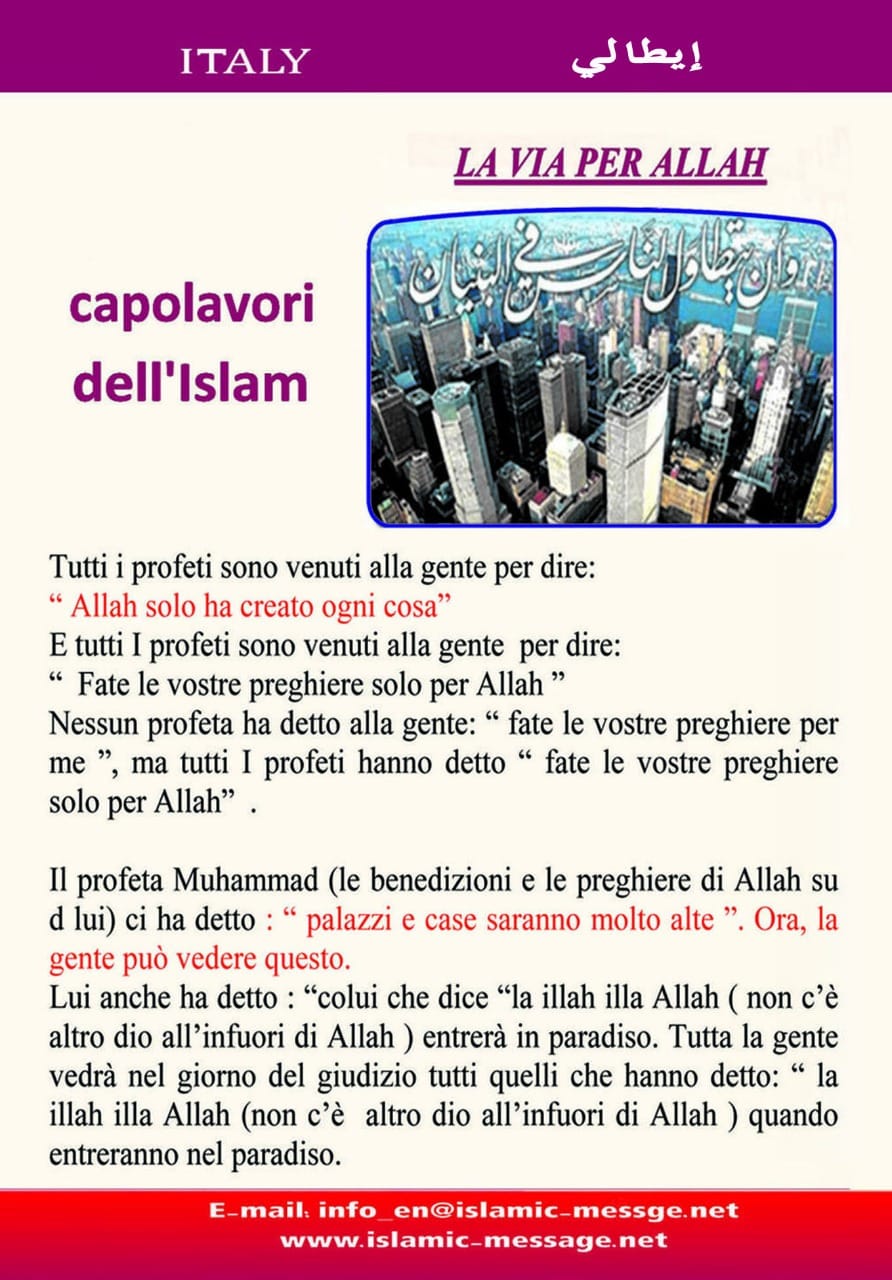 ITALY
إيطالي
LA VIA PER ALLAH
وأن يتطاول الناس في البنيان
capolavori
dell'Islam
Tutti i profeti sono venuti alla gente per dire:
“ Allah solo ha creato ogni cosa”
E tutti I profeti sono venuti alla gente per dire:
“ Fate le vostre preghiere solo per Allah ”
Nessun profeta ha detto alla gente: “ fate le vostre preghiere per
me ”, ma tutti I profeti hanno detto “ fate le vostre preghiere
solo per Allah” .
Il profeta Muhammad (le benedizioni e le preghiere di Allah su
d lui) ci ha detto : “ palazzi e case saranno molto alte ”. Ora, la
gente può vedere questo.
Lui anche ha detto : “colui che dice “la illah illa Allah ( non c’è
altro dio all’infuori di Allah ) entrerà in paradiso. Tutta la gente
vedrà nel giorno del giudizio tutti quelli che hanno detto: “ la
illah illa Allah (non c’è altro dio all’infuori di Allah ) quando
entreranno nel paradiso.
E-mail: info_en@islamic-messge.net
www.islamic-message.net